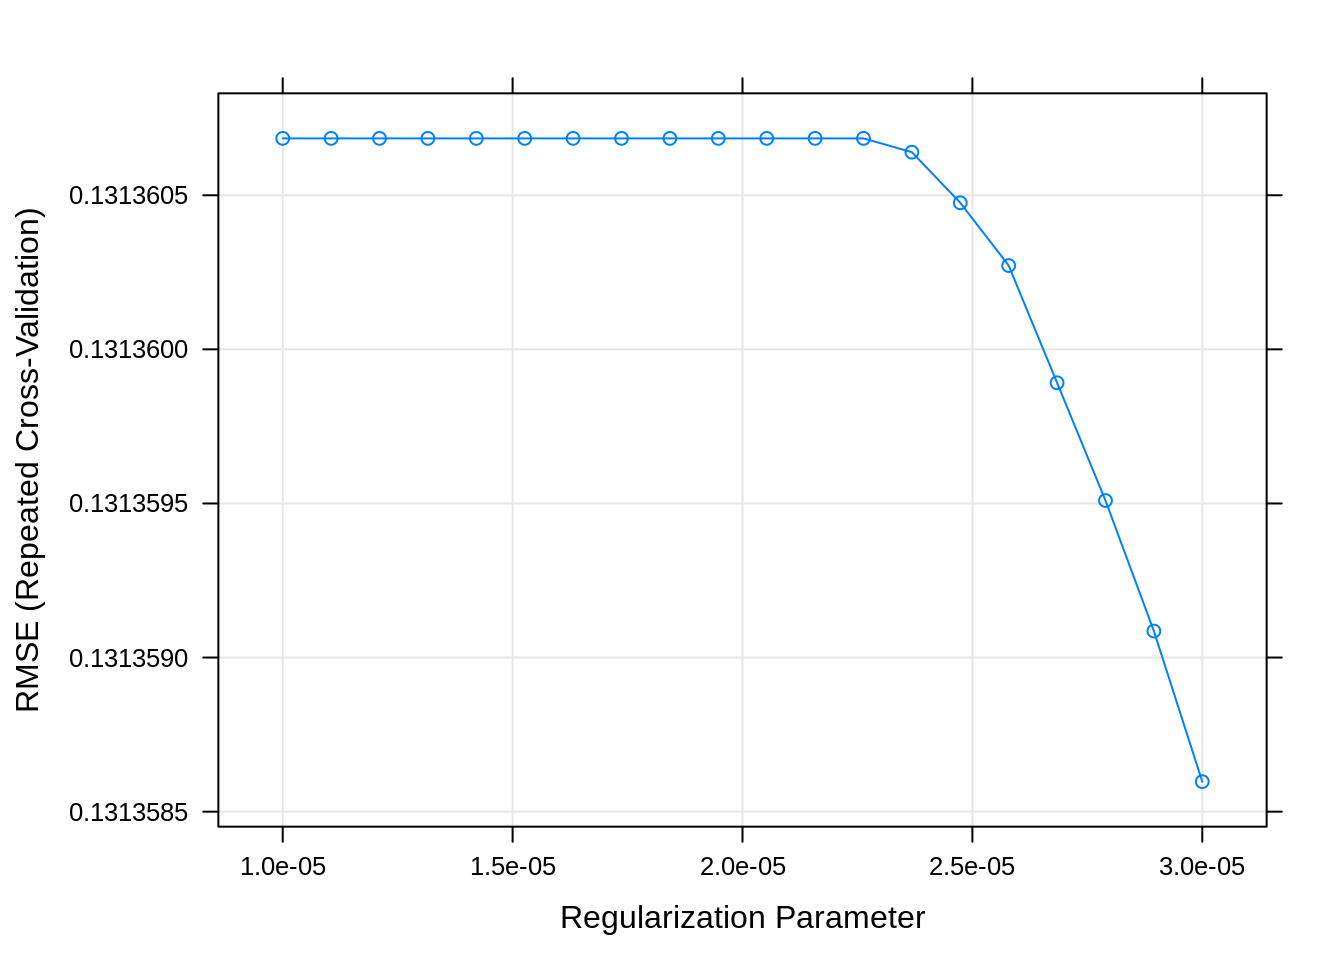 RMSE (Repeated Cross-Validation)
0.1313605
0.1313600
0.1313595
0.1313590
0.1313585
1.0e-05 1.5e-05 2.0e-05 2.5e-05 3.0e-05
Regularization Parameter